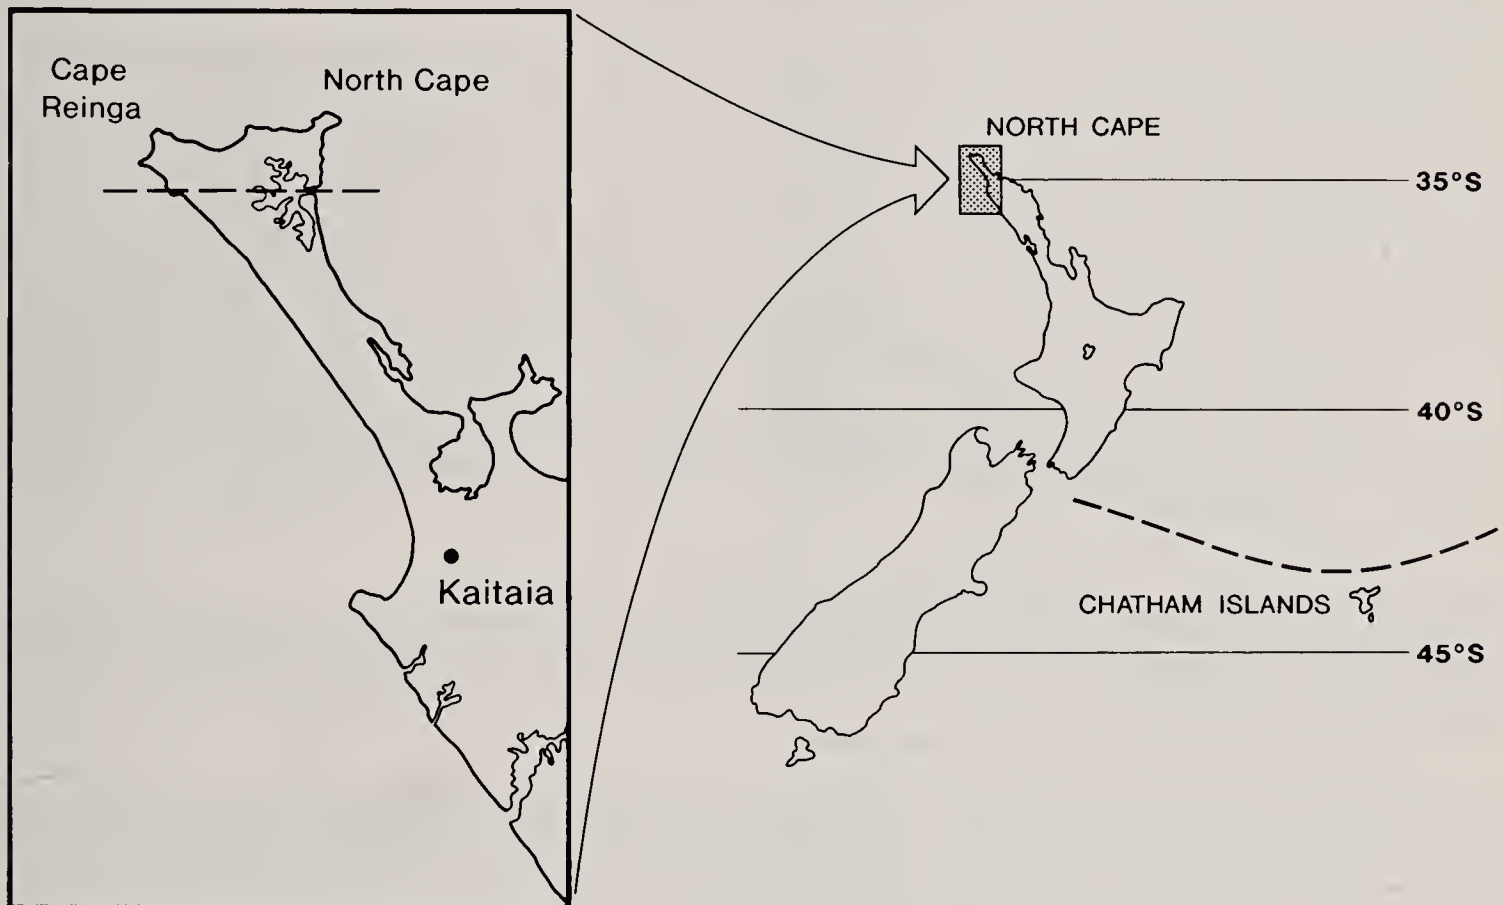 Cape
Reinga
North Cape
Kaitaia
NORTH CAPE
35°S
40°S
CHATHAM ISLANDS
45°S